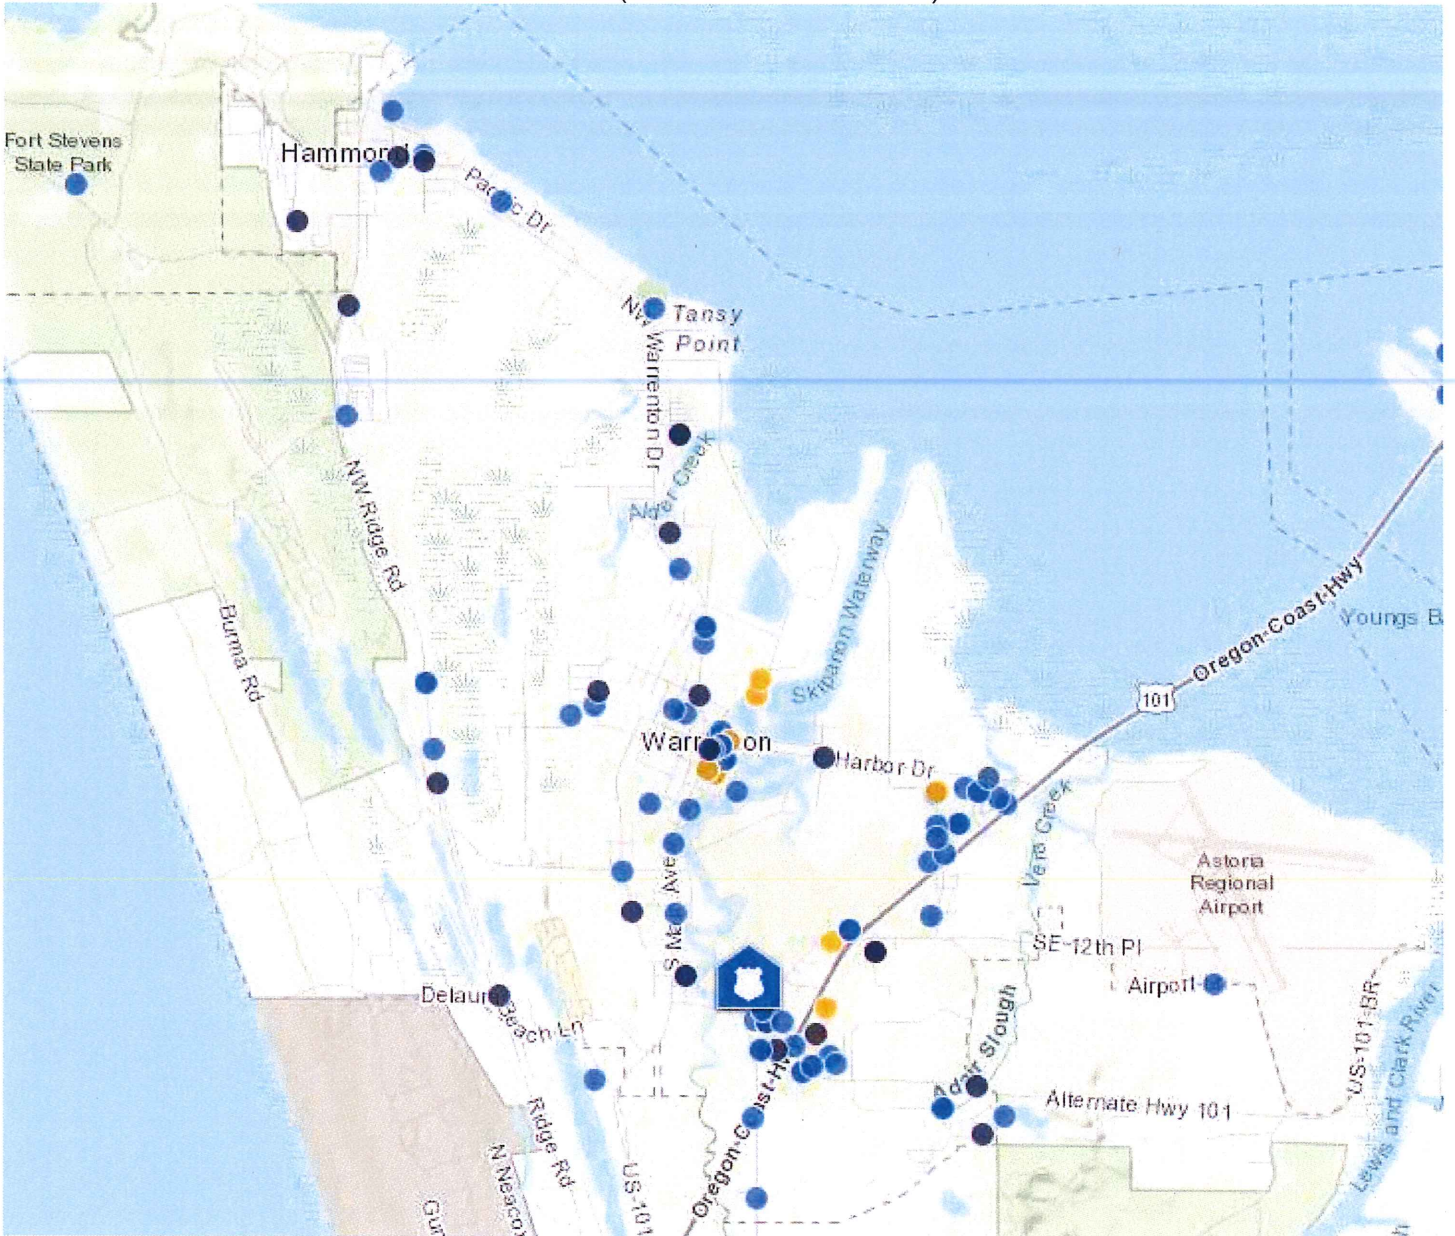 Fort Stevens
State Park
Hammond
Pacific Dr
Tansy
Point
NW Warrenton Dr
Alder Creek
NW Ridge Rd
Skipanon Waterway
Burma Rd
Oregon Coast Hwy
Youngs B
101
Warrenton
Harbor Dr
Vera Creek
Astoria
Regional
Airport
S Main Ave
SE 12th Pl
Airport
Delaura Beach Ln
Adair Slough
US-101-BR
Lewis and Clark River
Alternate Hwy 101
Oregon Coast Hwy
Ridge Rd
N Neacox
US-101